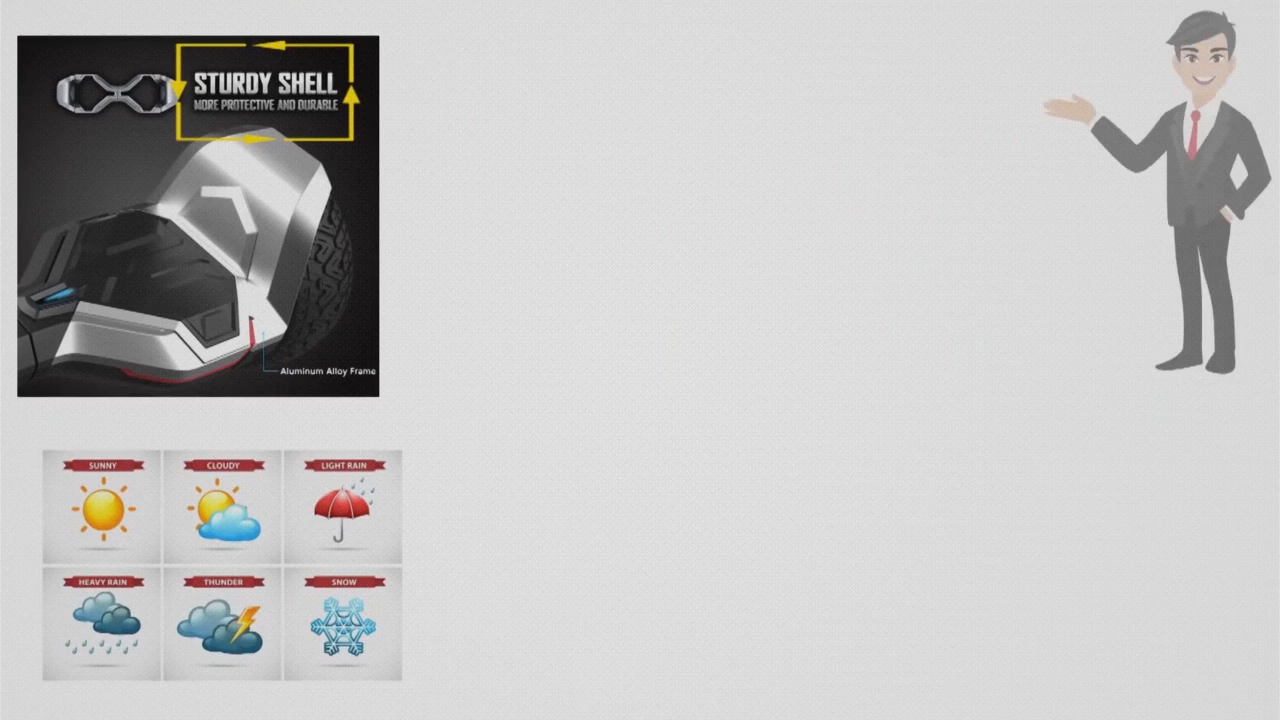 STURDY SHELL
MORE PROTECTIVE AND DURABLE
Aluminum Alloy Frame
SUNNY
CLOUDY
LIGHT RAIN
HEAVY RAIN
THUNDER
SNOW